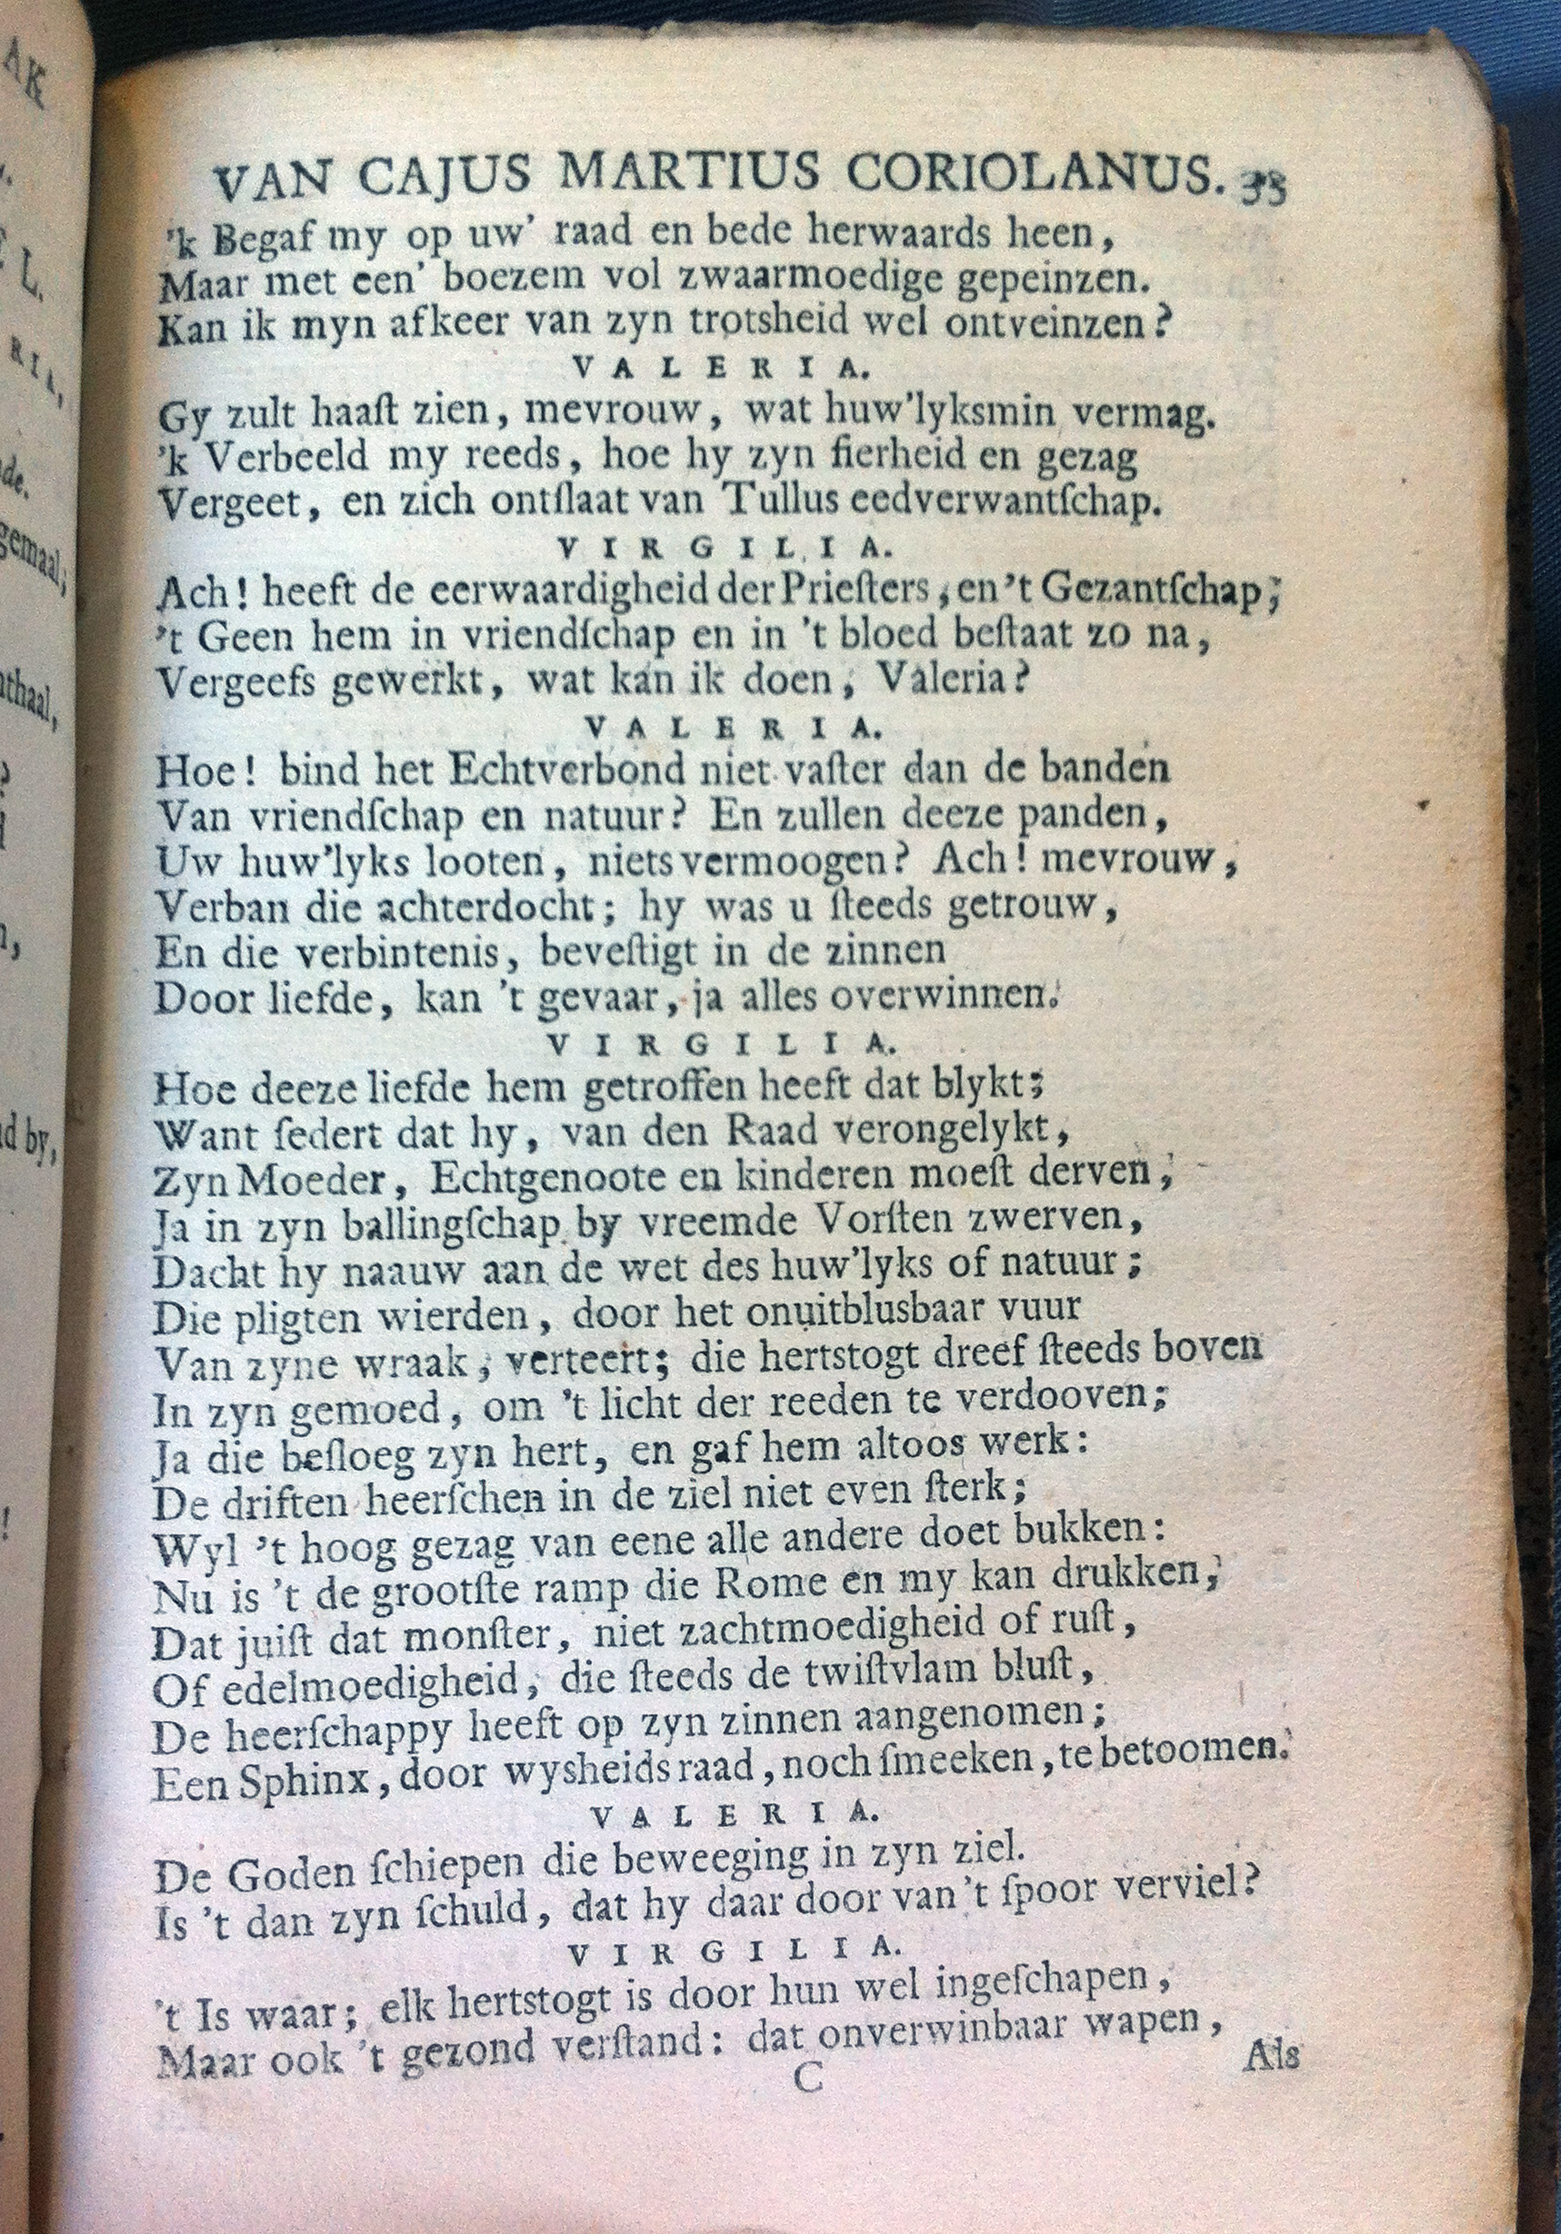 AK
L.
RIA,
de.
gemaal;
thaal,
d by,
!
VAN CAJUS MARTIUS CORIOLANUS. 33
'k Begaf my op uw' raad en bede herwaards heen,
Maar met een' boezem vol zwaarmoedige gepeinzen.
Kan ik myn afkeer van zyn trotsheid wel ontveinzen?
VALERIA.
Gy zult haaſt zien, mevrouw, wat huw'lyksmin vermag.
'k Verbeeld my reeds, hoe hy zyn fierheid en gezag
Vergeet, en zich ontſlaat van Tullus eedverwantſchap.
VIRGILIA.
Ach! heeft de eerwaardigheid der Prieſters, en 't Gezantſchap,
't Geen hem in vriendſchap en in 't bloed beſtaat zo na,
Vergeefs gewerkt, wat kan ik doen, Valeria?
VALERIA.
Hoe! bind het Echtverbond niet vaſter dan de banden
Van vriendſchap en natuur? En zullen deeze panden,
Uw huw'lyks looten, niets vermoogen? Ach! mevrouw,
Verban die achterdocht; hy was u ſteeds getrouw,
En die verbintenis, beveſtigt in de zinnen
Door liefde, kan 't gevaar, ja alles overwinnen.
VIRGILIA.
Hoe deeze liefde hem getroffen heeft dat blykt;
Want ſedert dat hy, van den Raad verongelykt,
Zyn Moeder, Echtgenoote en kinderen moeſt derven,
Ja in zyn ballingſchap by vreemde Vorſten zwerven,
Dacht hy naauw aan de wet des huw'lyks of natuur;
Die pligten wierden, door het onuitblusbaar vuur
Van zyne wraak, verteert; die hertstogt dreef ſteeds boven
In zyn gemoed, om 't licht der reeden te verdooven;
Ja die beſloeg zyn hert, en gaf hem altoos werk:
De driften heerſchen in de ziel niet even ſterk;
Wyl 't hoog gezag van eene alle andere doet bukken:
Nu is 't de grootſte ramp die Rome en my kan drukken,
Dat juiſt dat monſter, niet zachtmoedigheid of ruſt,
Of edelmoedigheid, die ſteeds de twiſtvlam bluſt,
De heerſchappy heeft op zyn zinnen aangenomen;
Een Sphinx, door wysheids raad, noch ſmeeken, te betoomen.
VALERIA.
De Goden ſchiepen die beweeging in zyn ziel.
Is 't dan zyn ſchuld, dat hy daar door van 't ſpoor verviel?
VIRGILIA.
't Is waar; elk hertstogt is door hun wel ingeſchapen,
Maar ook 't gezond verſtand: dat onverwinbaar wapen,
C Als